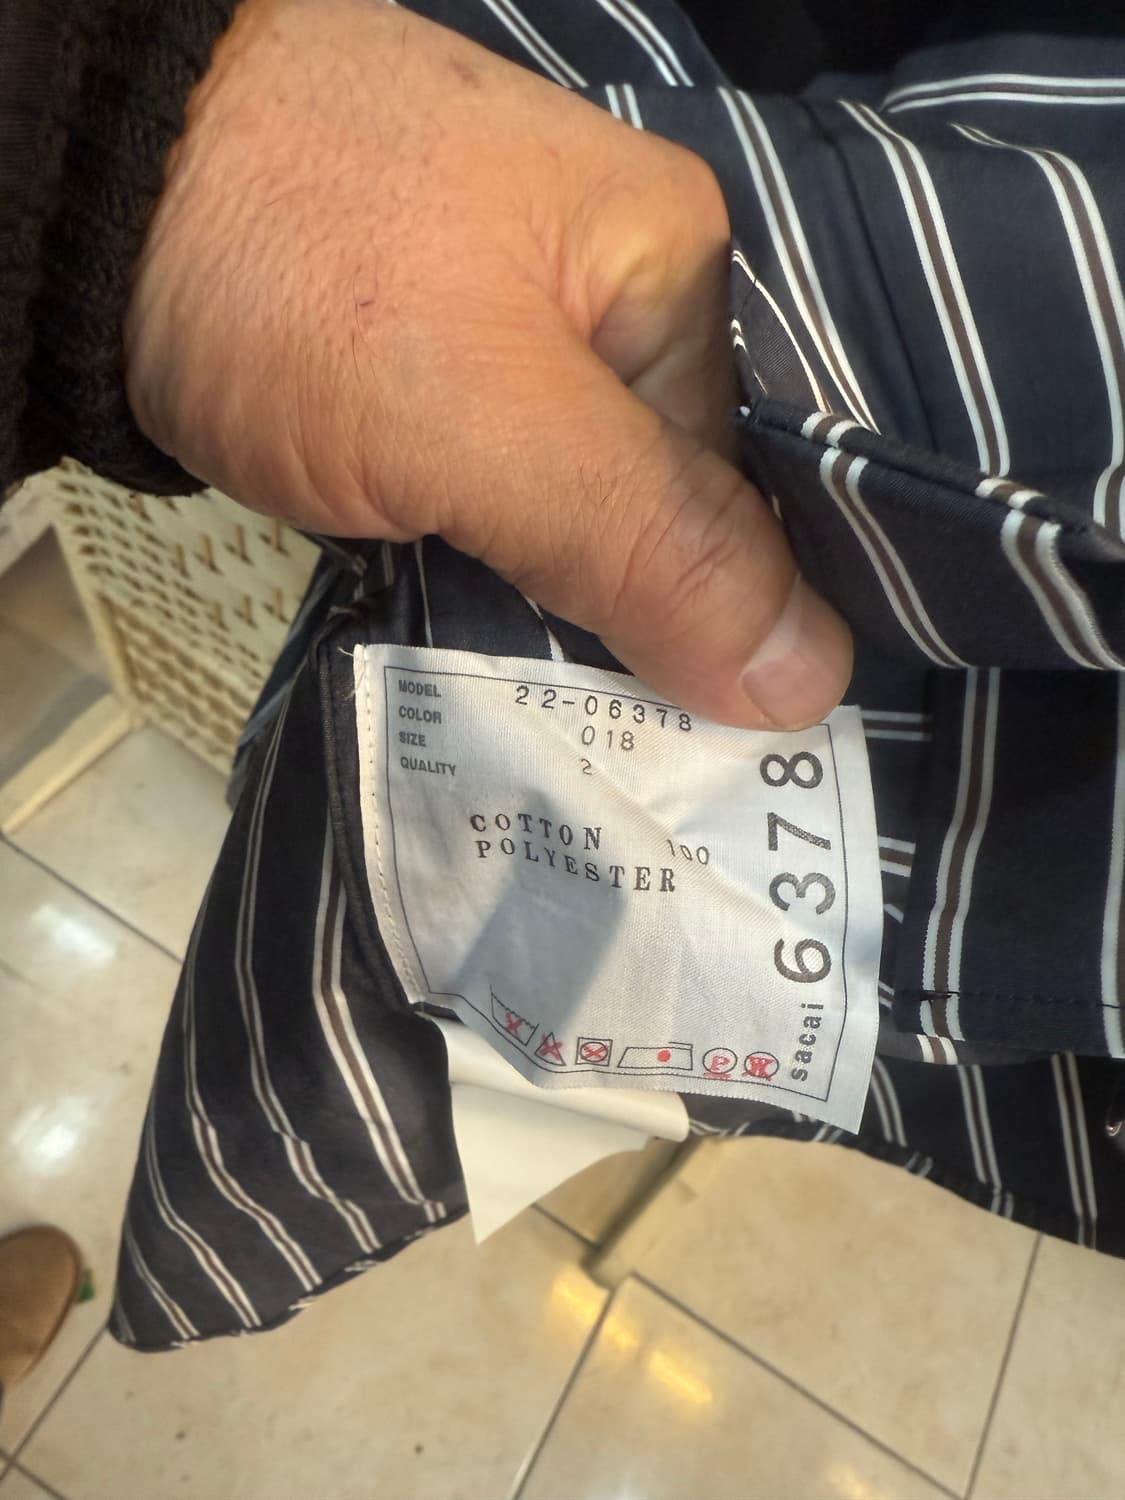 MODEL 22-06378
COLOR 018
SIZE 2
QUALITY
COTTON 100
POLYESTER
P
W
sacai 6378